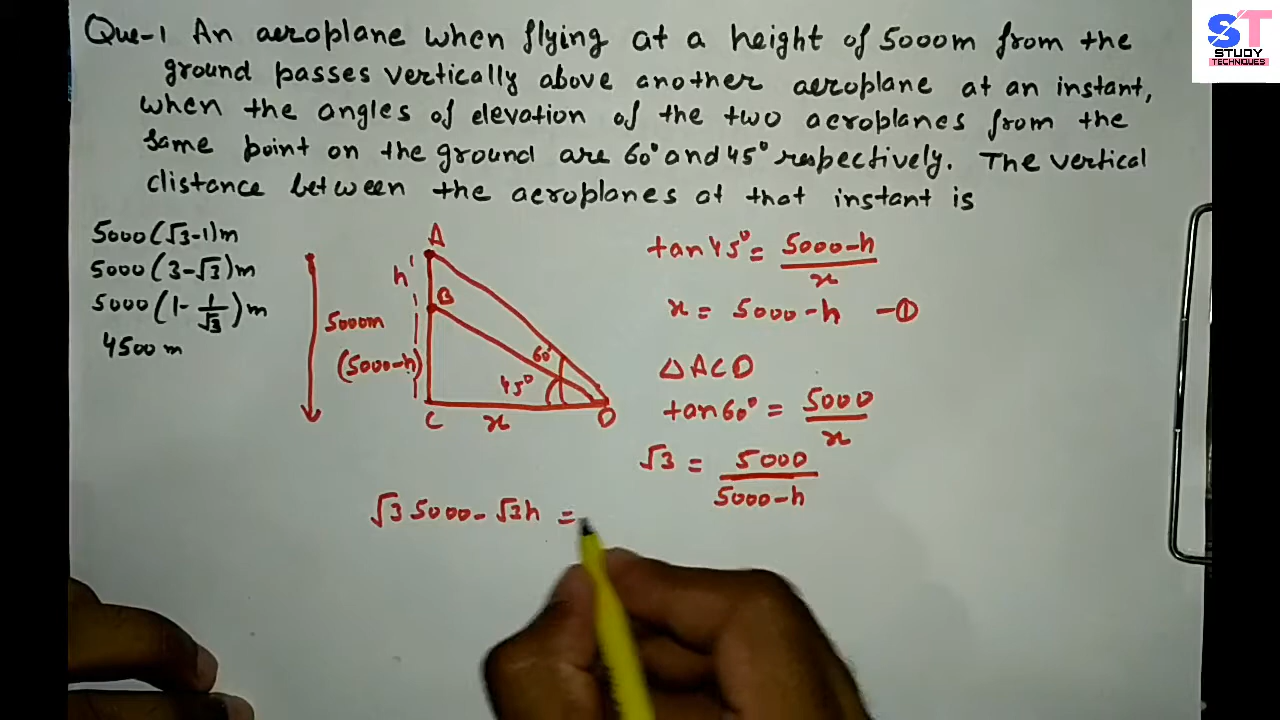 Que-1 An aeroplane when flying at a height of 5000m from the
ground passes vertically above another aeroplane at an instant,
when the angles of elevation of the two aeroplanes from the
same point on the ground are 60° and 45° respectively. The vertical
distance between the aeroplanes at that instant is
ST
STUDY
TECHNIQUES
5000(√3-1)m
5000(3-√3)m
5000(1-1/√3)m
4500m
A
h
B
5000m
(5000-h)
60°
45°
C
x
D
tan45° = 5000-h/x
x = 5000-h -①
△ACD
tan60° = 5000/x
√3 = 5000/5000-h
√3 5000-√3h =